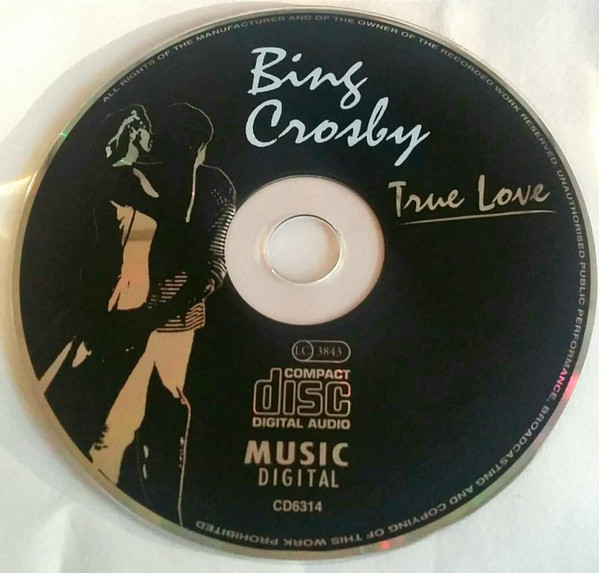 ALL RIGHTS OF THE MANUFACTURER AND OF THE OWNER OF THE RECORDED WORK RESERVED. UNAUTHORISED PUBLIC PERFORMANCE, BROADCASTING AND COPYING OF THIS WORK PROHIBITED
Bing
Crosby
True Love
LC 3843
COMPACT
disc
DIGITAL AUDIO
MUSIC
DIGITAL
CD6314